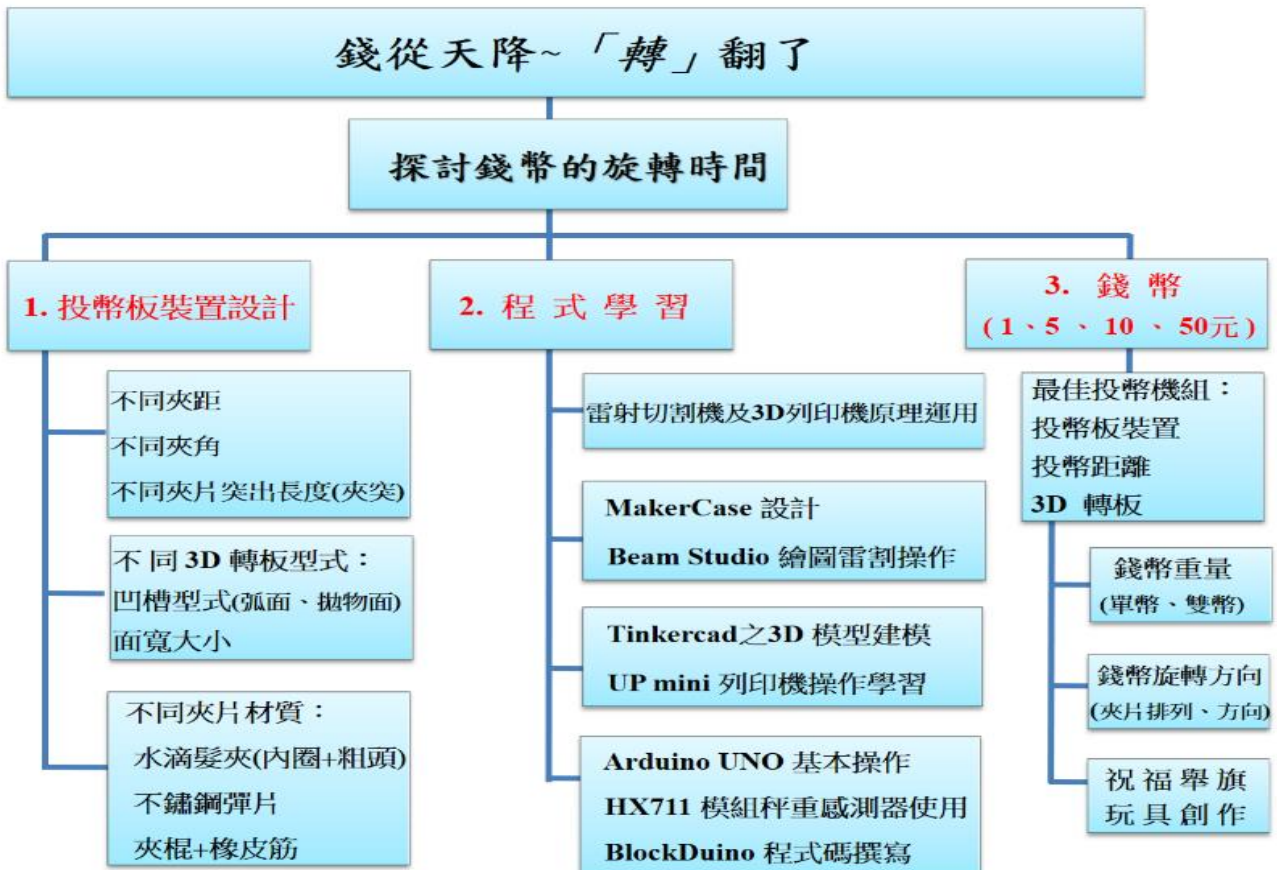 錢從天降~「轉」翻了
探討錢幣的旋轉時間
1. 投幣板裝置設計
不同夾距
不同夾角
不同夾片突出長度(夾突)
不 同 3D 轉板型式：
凹槽型式(弧面、拋物面)
面寬大小
不同夾片材質：
水滴髮夾(內圈+粗頭)
不鏽鋼彈片
夾棍+橡皮筋
2. 程 式 學 習
雷射切割機及3D列印機原理運用
MakerCase 設計
Beam Studio 繪圖雷割操作
Tinkercad之3D 模型建模
UP mini 列印機操作學習
Arduino UNO 基本操作
HX711 模組秤重感測器使用
BlockDuino 程式碼撰寫
3. 錢 幣
( 1、5 、 10 、 50元 )
最佳投幣機組：
投幣板裝置
投幣距離
3D 轉板
錢幣重量
(單幣、雙幣)
錢幣旋轉方向
(夾片排列、方向)
祝 福 舉 旗
玩 具 創 作